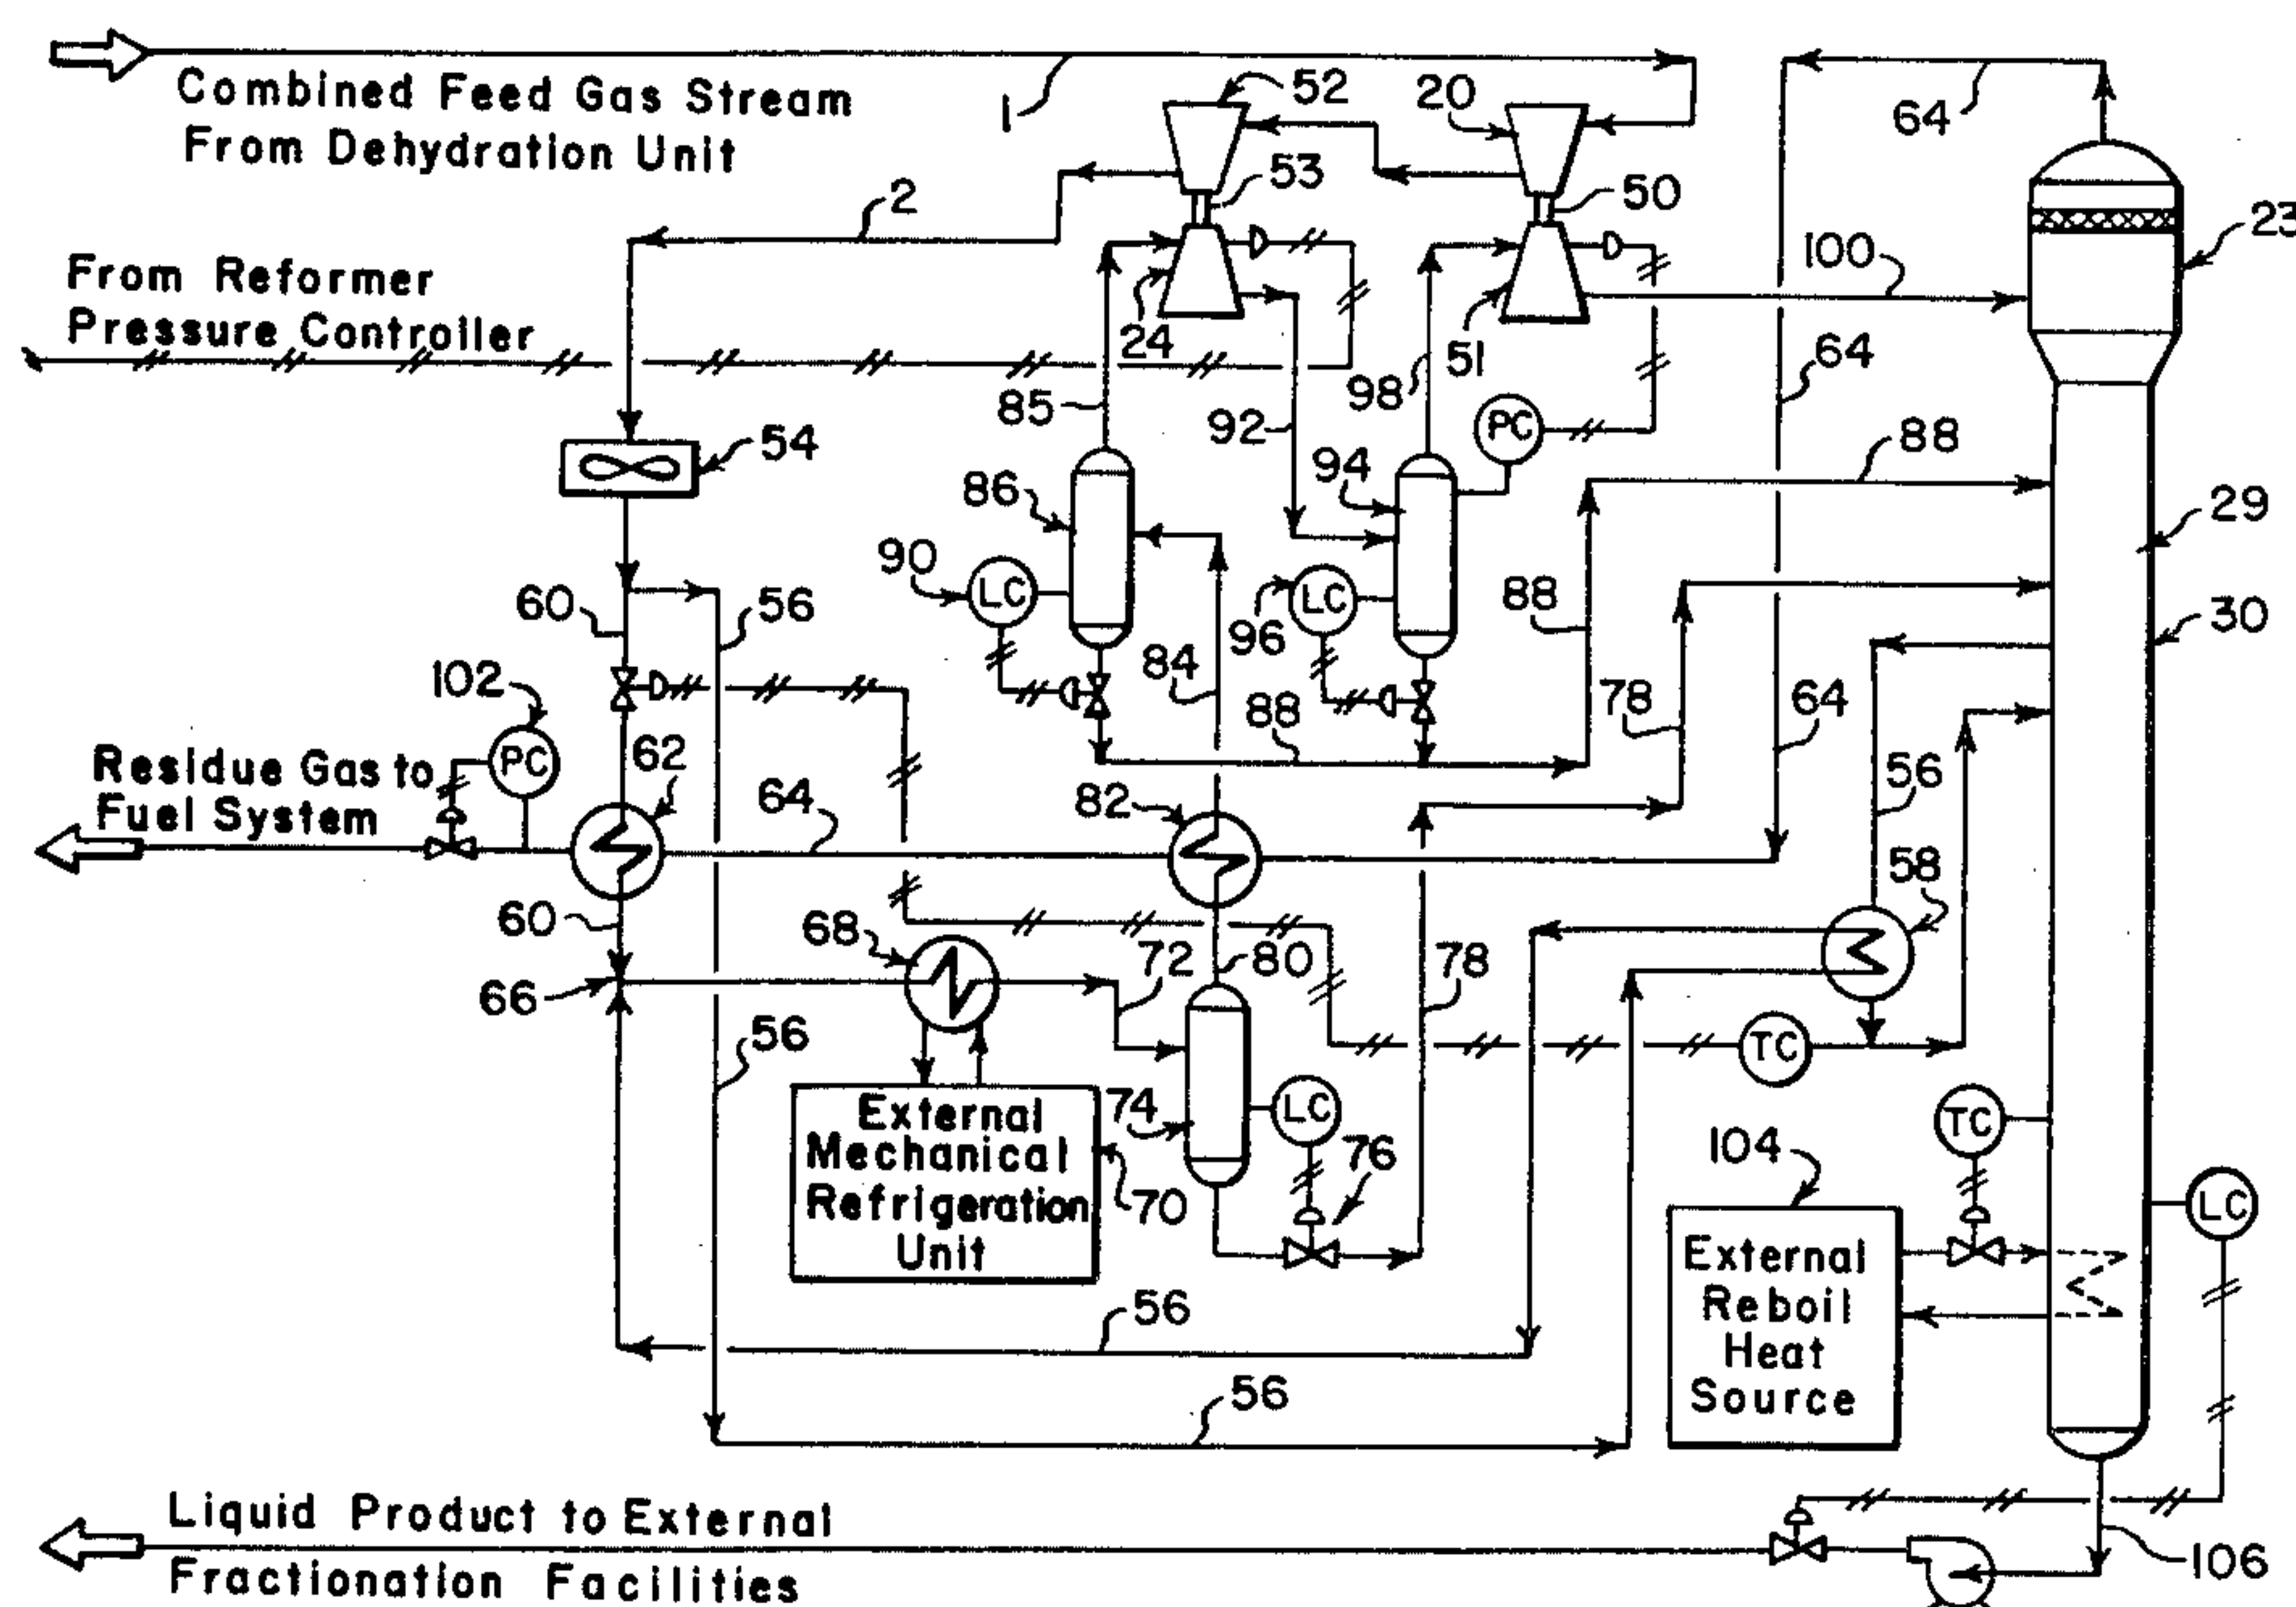 Combined Feed Gas Stream
From Dehydration Unit
1
52
20
64
53
50
2
23
100
From Reformer
Pressure Controller
24
51
64
98
85
92
PC
88
54
94
86
29
90
LC
LC
96
88
60
56
30
84
102
88
78
64
PC
62
Residue Gas to
Fuel System
64
82
56
58
60
68
72
80
78
66
56
TC
External
Mechanical
Refrigeration
Unit
74
LC
76
TC
70
104
LC
External
Reboil
Heat
Source
56
56
Liquid Product to External
Fractionation Facilities
106